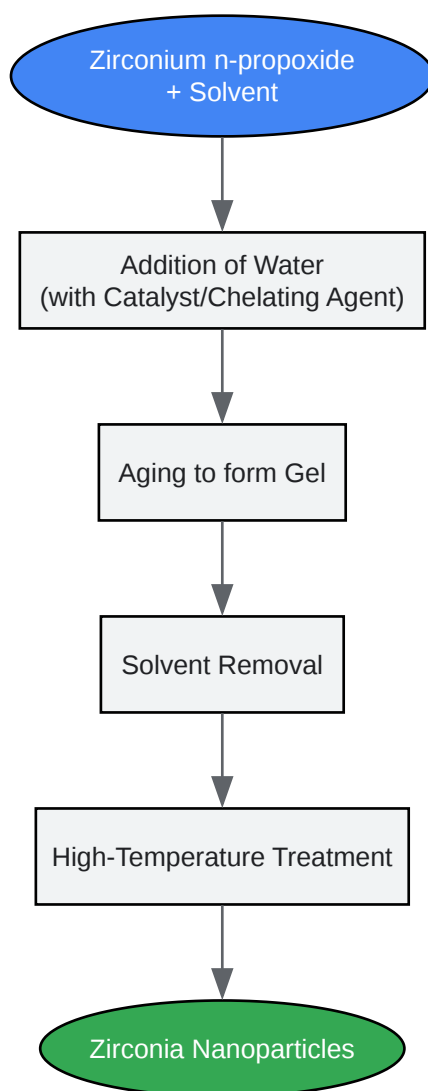 Zirconium n-propoxide
+ Solvent
Addition of Water
(with Catalyst/Chelating Agent)
Aging to form Gel
Solvent Removal
High-Temperature Treatment
Zirconia Nanoparticles